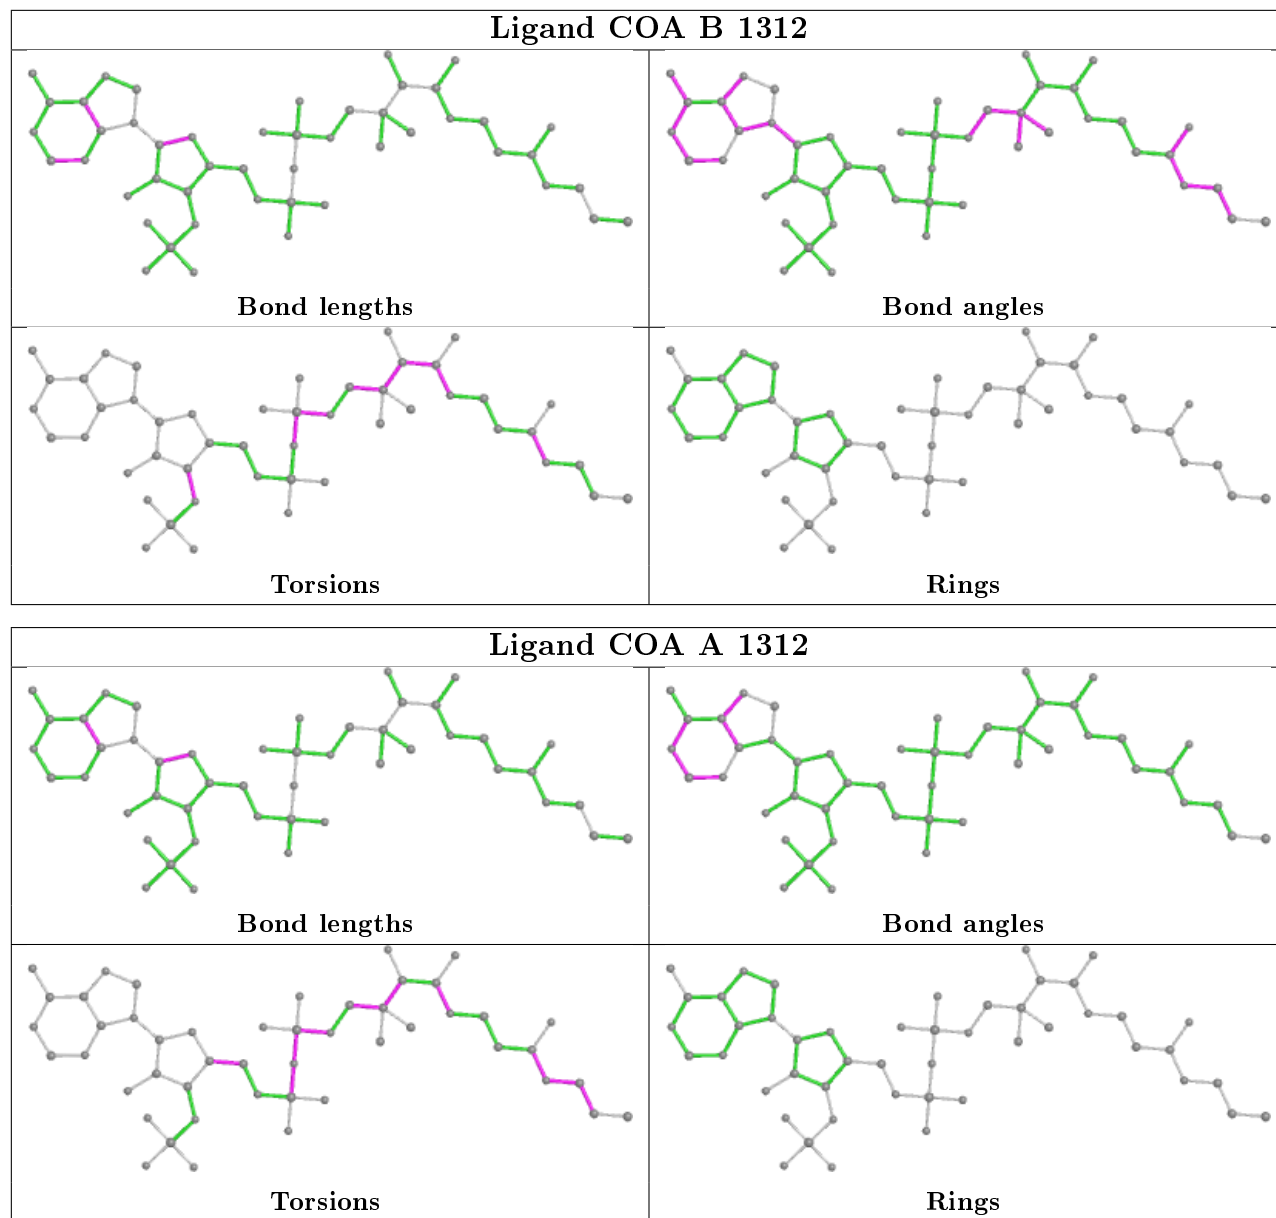 Ligand COA B 1312
Bond lengths
Bond angles
Torsions
Rings
Ligand COA A 1312
Bond lengths
Bond angles
Torsions
Rings